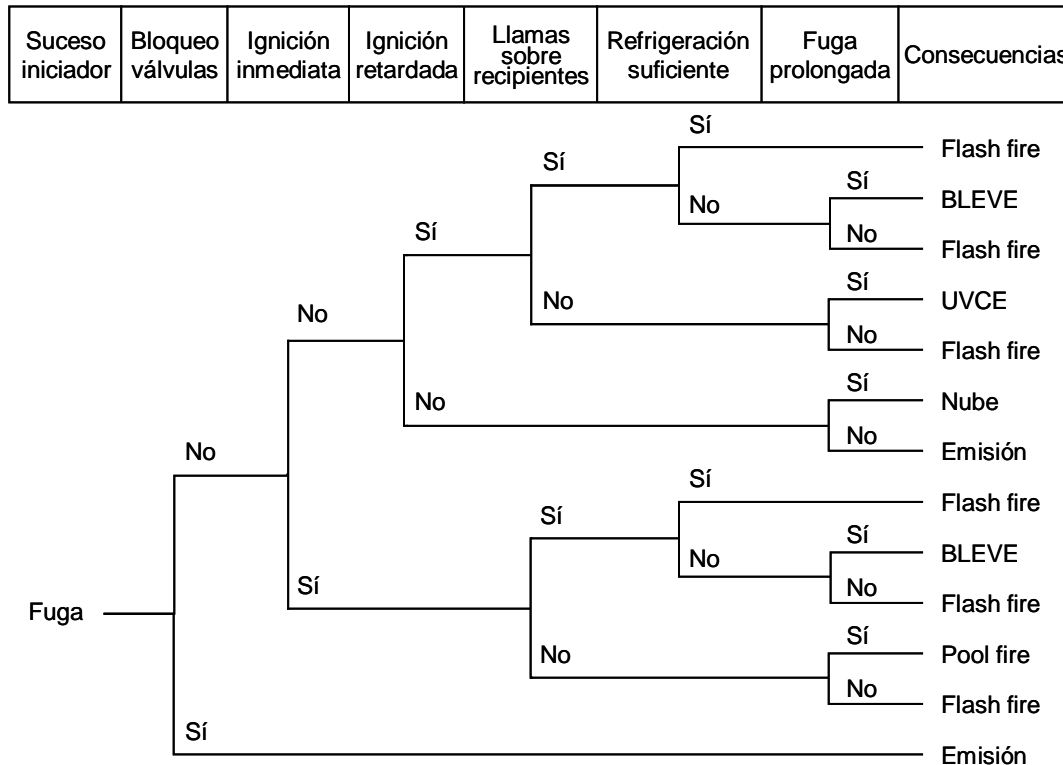 Suceso iniciador
Bloqueo válvulas
Ignición inmediata
Ignición retardada
Llamas sobre recipientes
Refrigeración suficiente
Fuga prolongada
Consecuencias
Sí
Flash fire
Sí
Sí
BLEVE
No
No
Flash fire
Sí
Sí
UVCE
No
No
No
Flash fire
Sí
Nube
No
No
Emisión
No
Sí
Flash fire
Sí
Sí
BLEVE
No
Sí
No
Flash fire
Fuga
Sí
Pool fire
No
No
Flash fire
Sí
Emisión